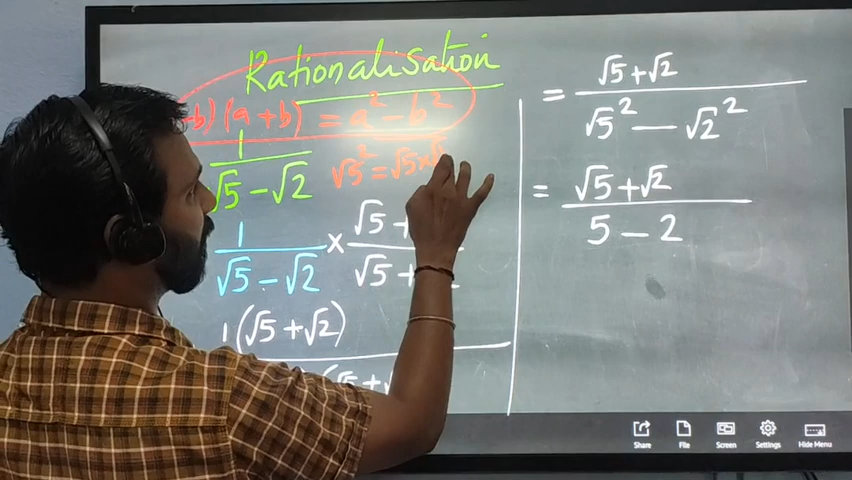 Rationalisation
-b) (a + b) = a² - b²
1
√5 - √2
√5² = √5 ×
1
√5 - √2
×
√5 +
√5 +
1(√5 + √2)
(√5 +
= √5 + √2
√5² — √2²
= √5 + √2
5 — 2
Share File Screen Settings Hide Menu